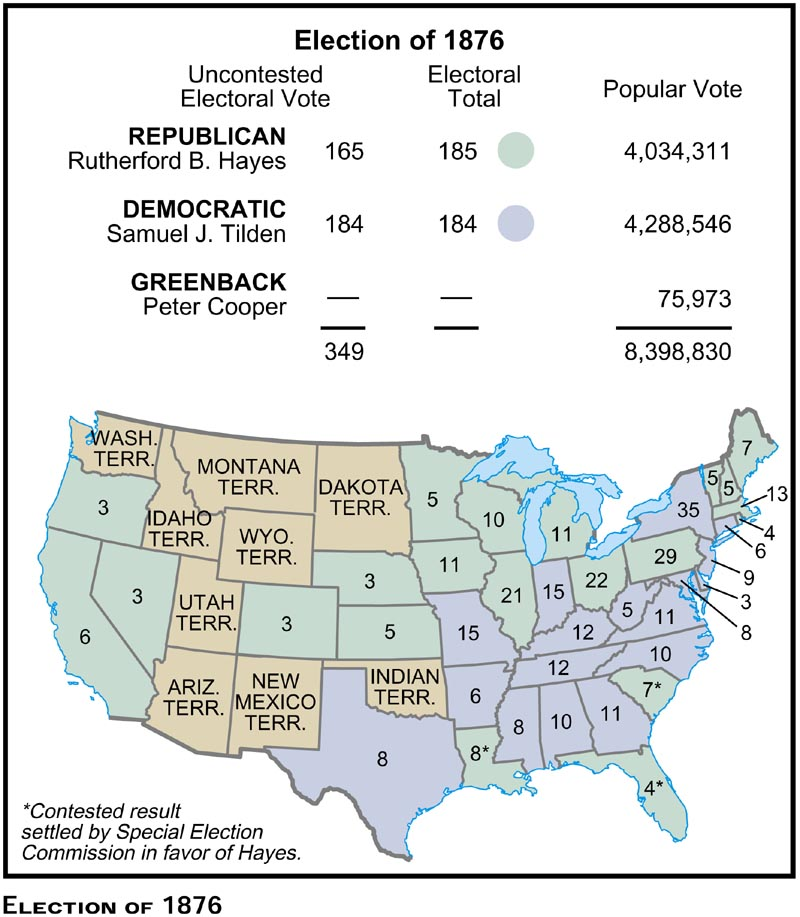 Election of 1876
Uncontested Electoral Vote
Electoral Total
Popular Vote
REPUBLICAN
Rutherford B. Hayes 165 185 4,034,311
DEMOCRATIC
Samuel J. Tilden 184 184 4,288,546
GREENBACK
Peter Cooper — — 75,973
349 8,398,830
WASH. TERR.
MONTANA TERR.
DAKOTA TERR.
IDAHO TERR.
WYO. TERR.
UTAH TERR.
ARIZ. TERR.
NEW MEXICO TERR.
INDIAN TERR.
3
6
3
3
3
5
5
10
11
11
21
15
22
29
35
5
5
7
13
4
6
9
3
8
15
12
5
11
10
12
6
8
10
11
7*
8
8*
4*
*Contested result
settled by Special Election
Commission in favor of Hayes.
ELECTION OF 1876